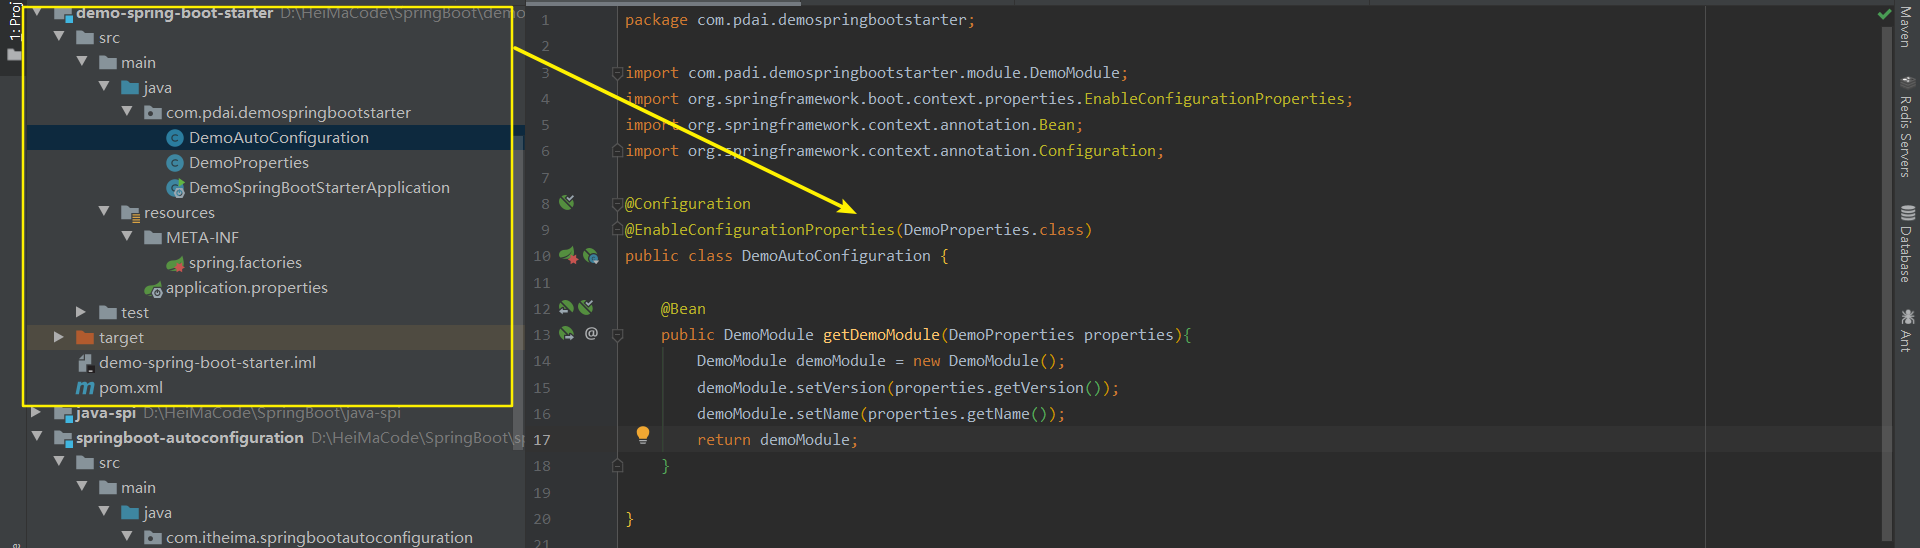 demo-spring-boot-starter D:\HeiMaCode\SpringBoot\demo
src
main
java
com.pdai.demospringbootstarter
DemoAutoConfiguration
DemoProperties
DemoSpringBootStarterApplication
resources
META-INF
spring.factories
application.properties
test
target
demo-spring-boot-starter.iml
pom.xml
java-spi D:\HeiMaCode\SpringBoot\java-spi
springboot-autoconfiguration D:\HeiMaCode\SpringBoot\sp
src
main
java
com.itheima.springbootautoconfiguration
1: Proj
1 package com.pdai.demospringbootstarter;
2
3 import com.padi.demospringbootstarter.module.DemoModule;
4 import org.springframework.boot.context.properties.EnableConfigurationProperties;
5 import org.springframework.context.annotation.Bean;
6 import org.springframework.context.annotation.Configuration;
7
8 @Configuration
9 @EnableConfigurationProperties(DemoProperties.class)
10 public class DemoAutoConfiguration {
11
12 @Bean
13 @ public DemoModule getDemoModule(DemoProperties properties){
14 DemoModule demoModule = new DemoModule();
15 demoModule.setVersion(properties.getVersion());
16 demoModule.setName(properties.getName());
17 return demoModule;
18 }
19
20 }
21
Maven
Redis Servers
Database
Ant